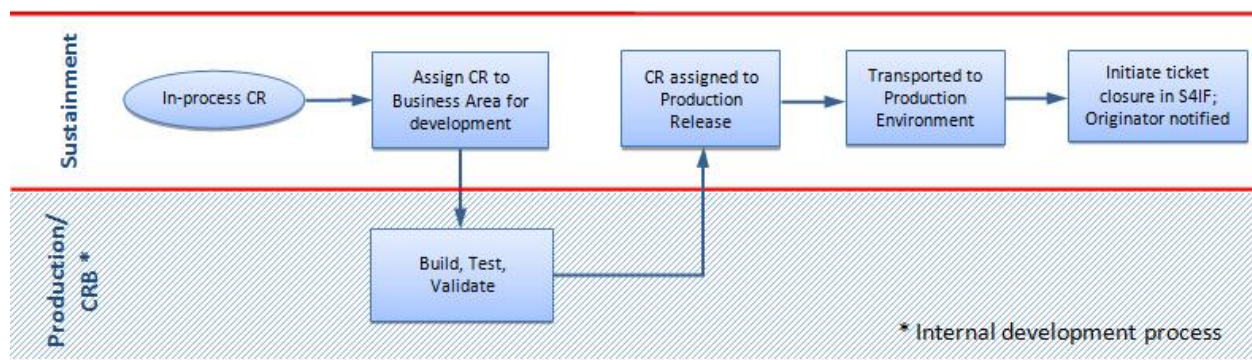 Sustainment
In-process CR
Assign CR to
Business Area for
development
CR assigned to
Production
Release
Transported to
Production
Environment
Initiate ticket
closure in S4IF;
Originator notified
Production/
CRB *
Build, Test,
Validate
* Internal development process